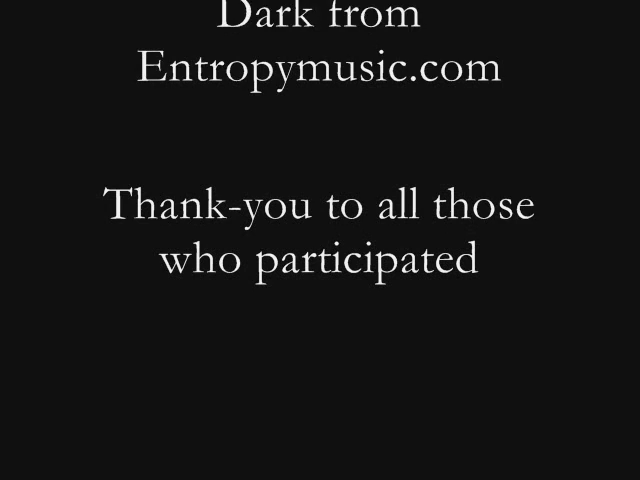 Dark from
Entropymusic.com
Thank-you to all those
who participated